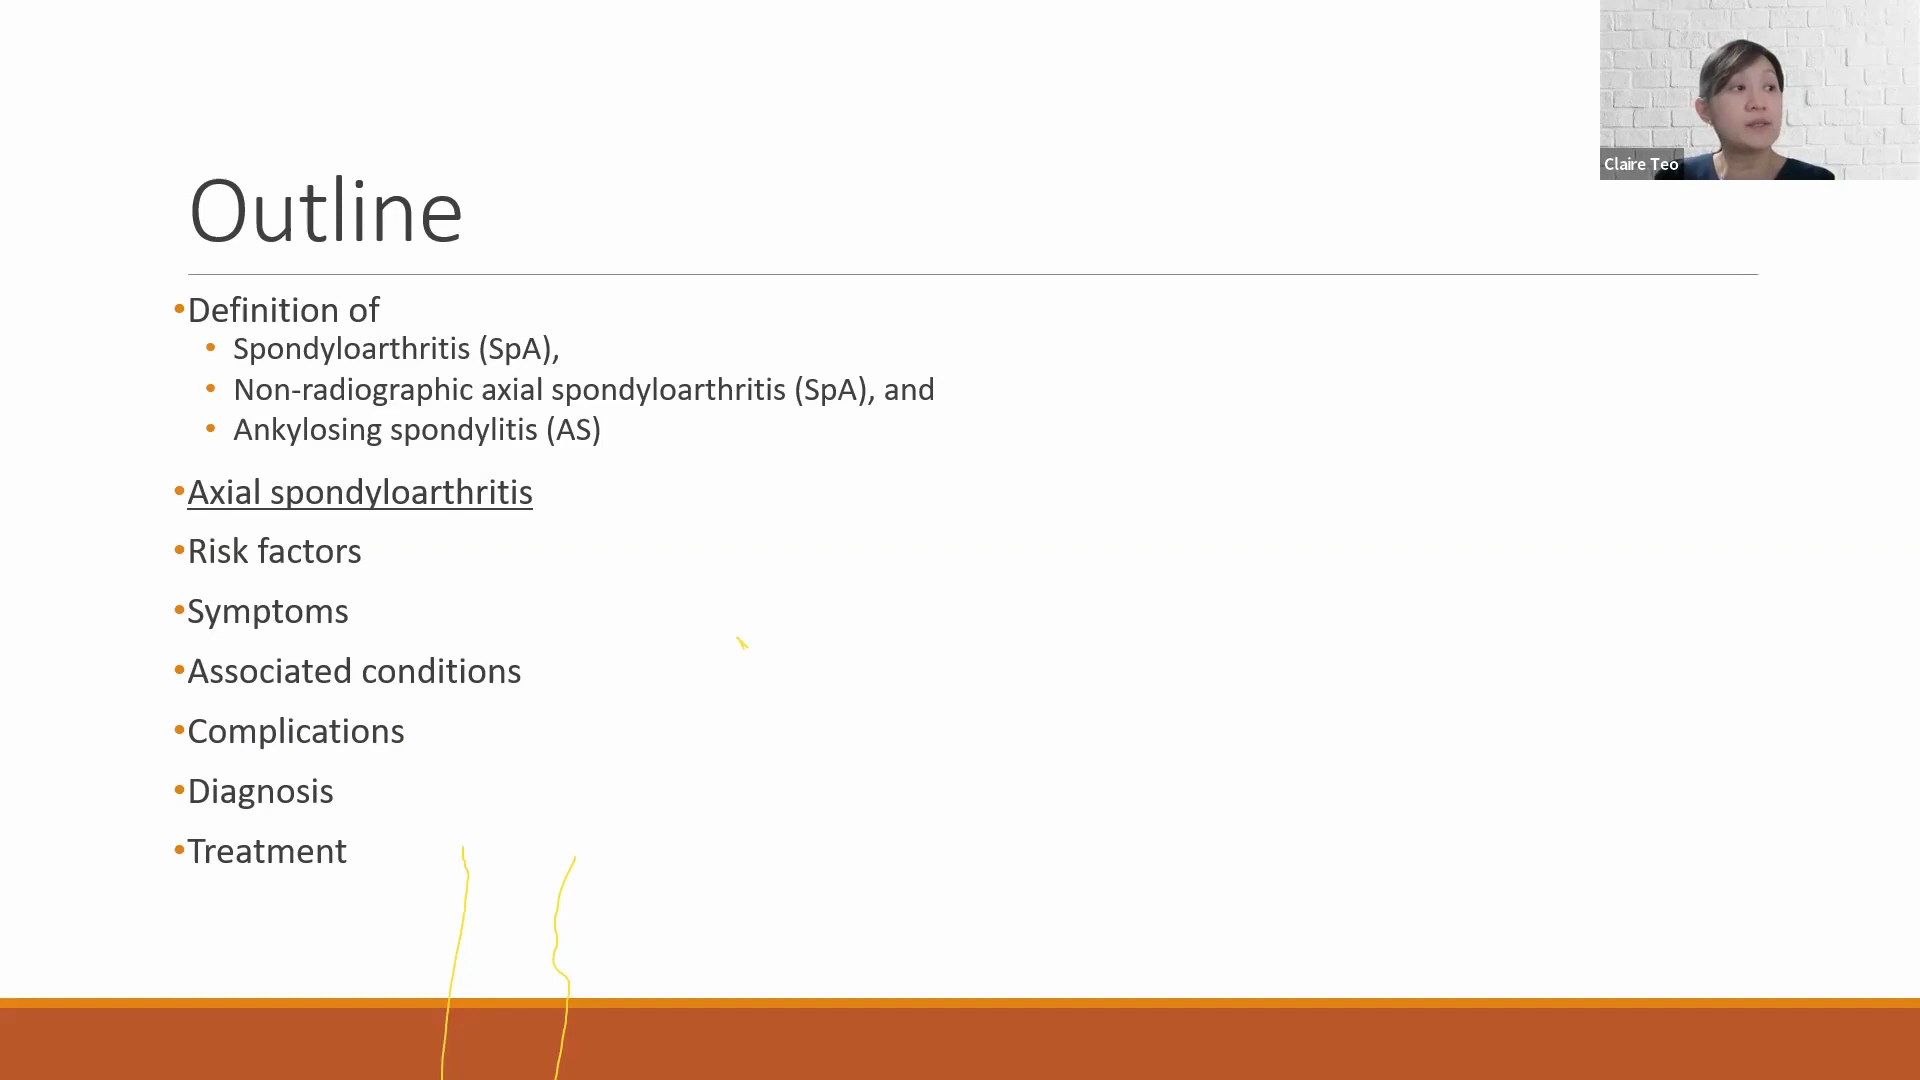 Claire Teo
Outline
•Definition of
• Spondyloarthritis (SpA),
• Non-radiographic axial spondyloarthritis (SpA), and
• Ankylosing spondylitis (AS)
•Axial spondyloarthritis
•Risk factors
•Symptoms
•Associated conditions
•Complications
•Diagnosis
•Treatment